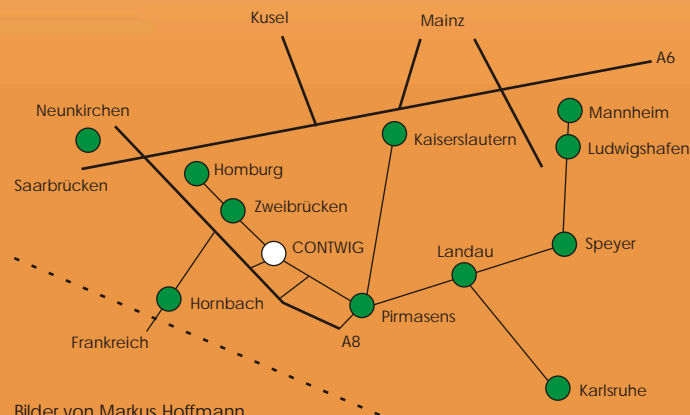 Kusel
Mainz
A6
Neunkirchen
Mannheim
Kaiserslautern
Ludwigshafen
Homburg
Saarbrücken
Zweibrücken
CONTWIG
Landau
Speyer
Hornbach
Pirmasens
Frankreich
A8
Karlsruhe
Bilder von Markus Hoffmann